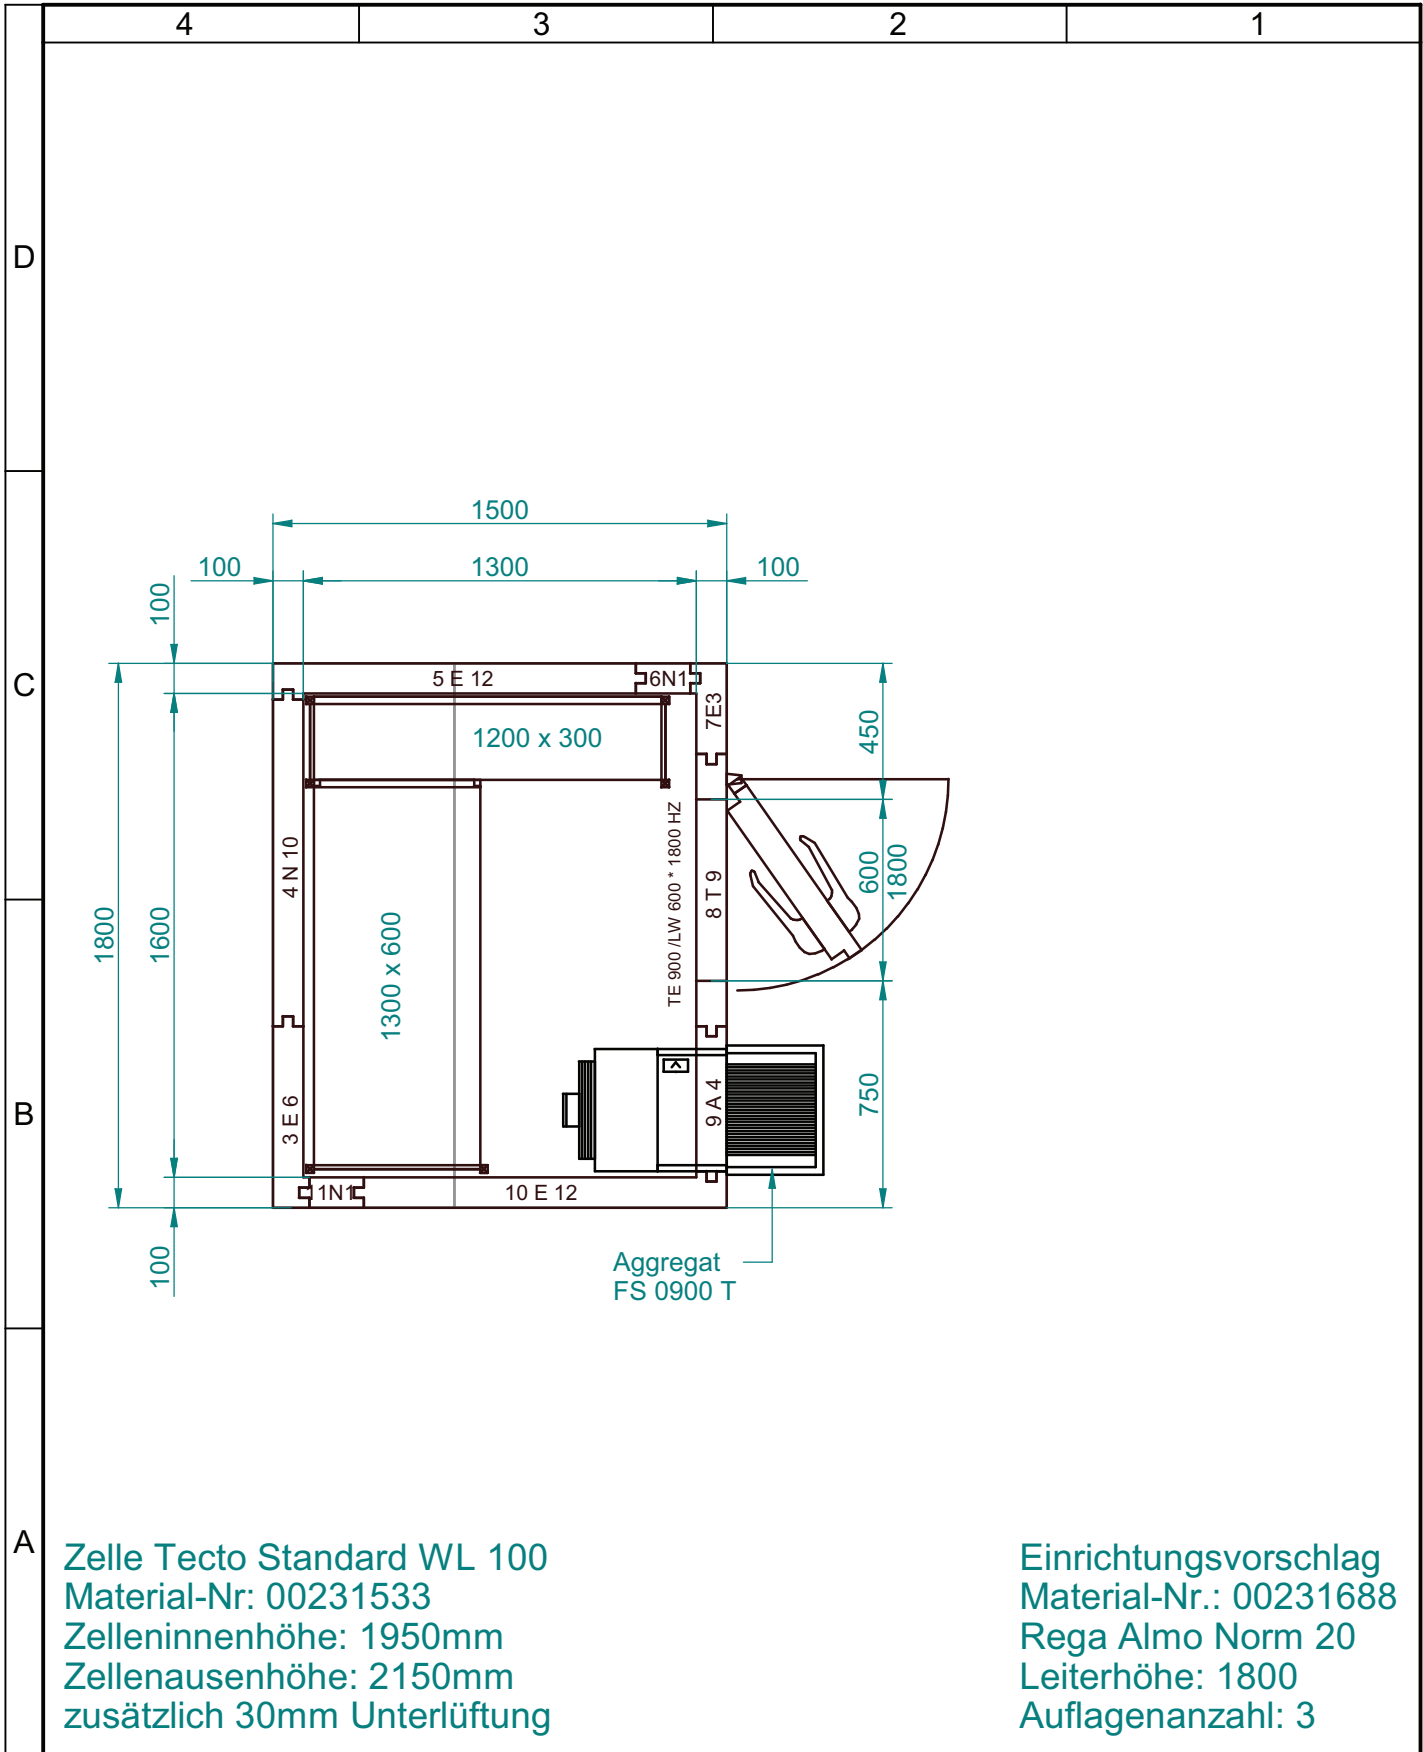 4 3 2 1
D
C
B
A
1500
100 1300 100
100
5 E 12
6N1
7E3
1200 x 300
450
4 N 10
TE 900 /LW 600 * 1800 HZ
8 T 9
600
1800
1800
1600
1300 x 600
3 E 6
9 A 4
750
1N1
10 E 12
100
Aggregat
FS 0900 T
Zelle Tecto Standard WL 100
Material-Nr: 00231533
Zelleninnenhöhe: 1950mm
Zellenausenhöhe: 2150mm
zusätzlich 30mm Unterlüftung
Einrichtungsvorschlag
Material-Nr.: 00231688
Rega Almo Norm 20
Leiterhöhe: 1800
Auflagenanzahl: 3